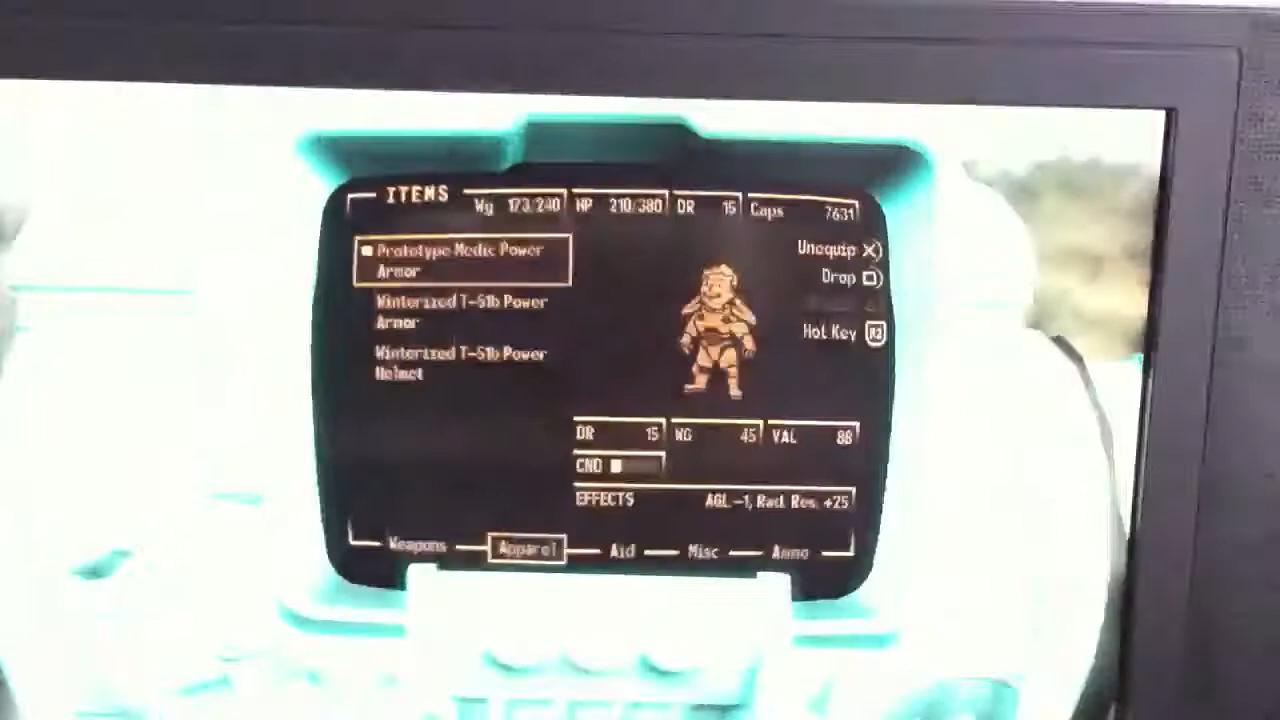 ITEMS
Wg 173/240 HP 210/380 DR 15 Caps 7631
Prototype Medic Power
Armor
Winterized T-51b Power
Armor
Winterized T-51b Power
Helmet
Unequip X)
Drop
Hot Key R2
DR 15 WG 45 VAL 88
CND
EFFECTS AGL -1, Rad. Res. +25
Weapons Apparel Aid Misc Ammo